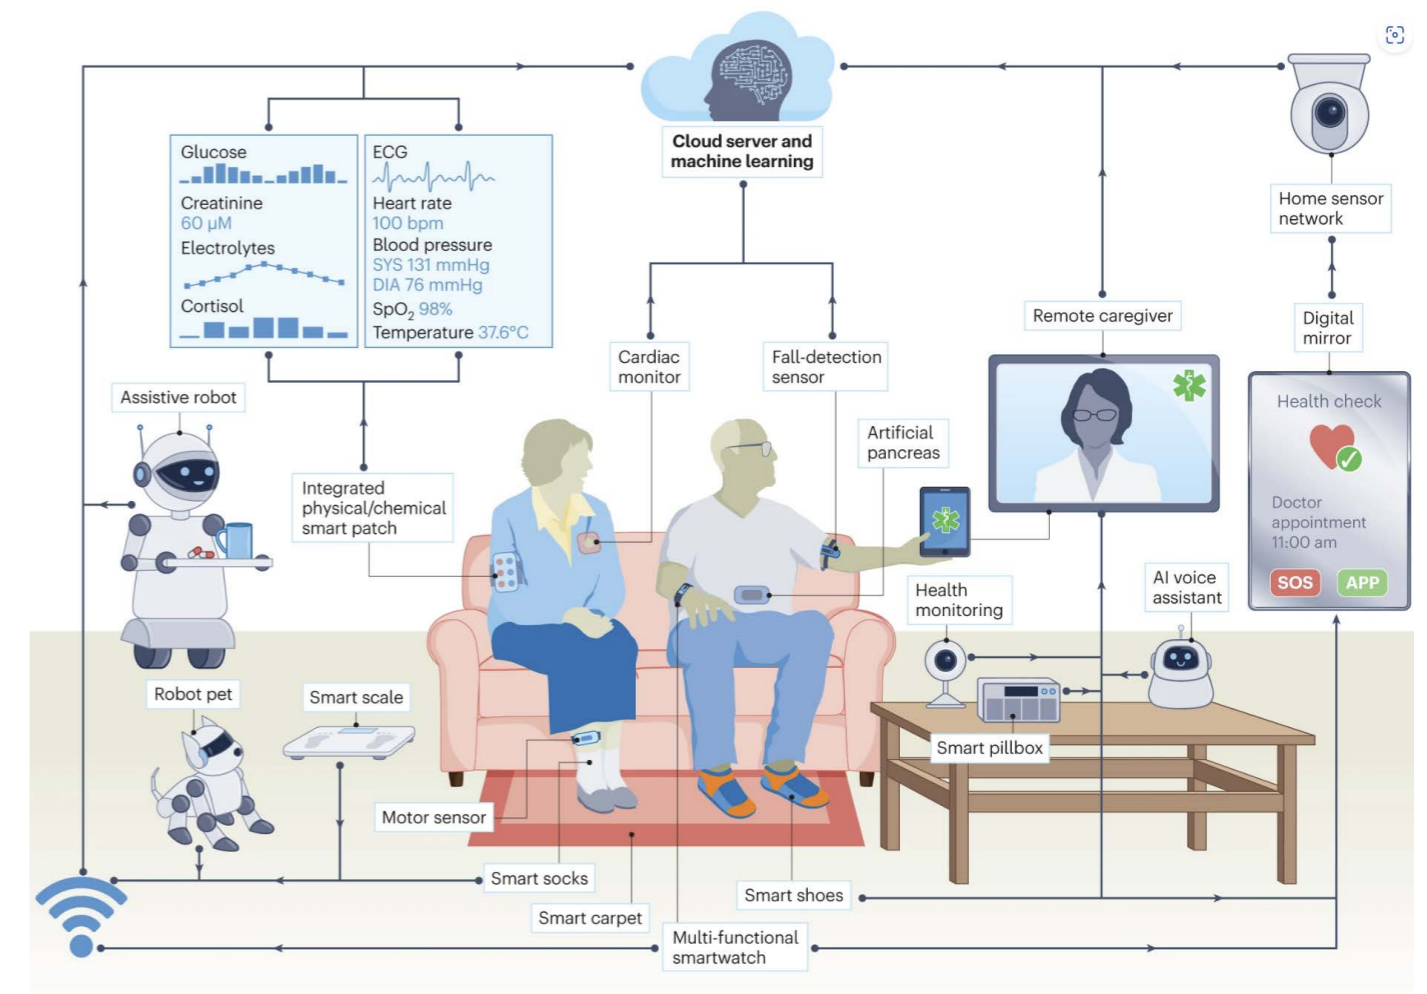 Cloud server and
machine learning
Glucose
Creatinine
60 µM
Electrolytes
Cortisol
ECG
Heart rate
100 bpm
Blood pressure
SYS 131 mmHg
DIA 76 mmHg
SpO₂ 98%
Temperature 37.6°C
Home sensor
network
Remote caregiver
Digital
mirror
Cardiac
monitor
Fall-detection
sensor
Assistive robot
Artificial
pancreas
Integrated
physical/chemical
smart patch
Health check
Doctor
appointment
11:00 am
SOS
APP
Health
monitoring
AI voice
assistant
Robot pet
Smart scale
Smart pillbox
Motor sensor
Smart socks
Smart shoes
Smart carpet
Multi-functional
smartwatch